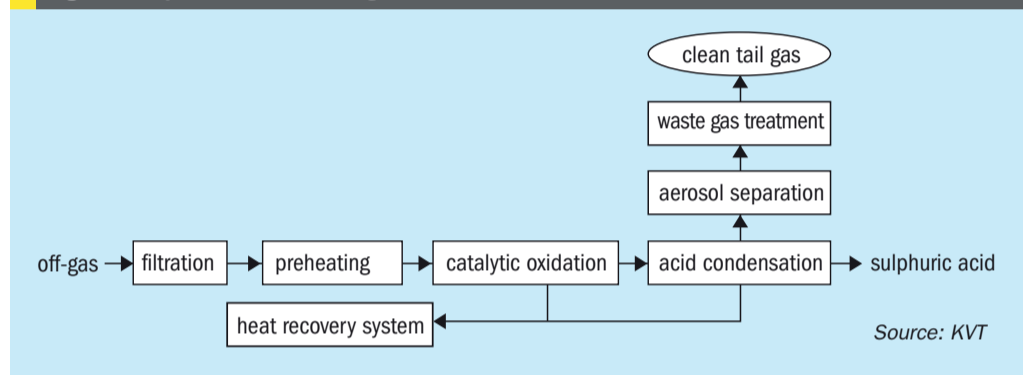 clean tail gas
waste gas treatment
aerosol separation
off-gas
filtration
preheating
catalytic oxidation
acid condensation
sulphuric acid
heat recovery system
Source: KVT